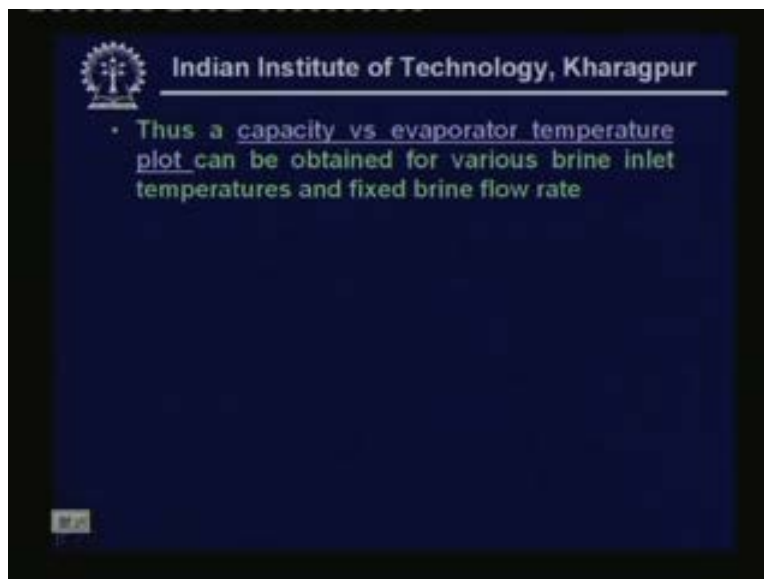 Indian Institute of Technology, Kharagpur
• Thus a capacity vs evaporator temperature
plot can be obtained for various brine inlet
temperatures and fixed brine flow rate